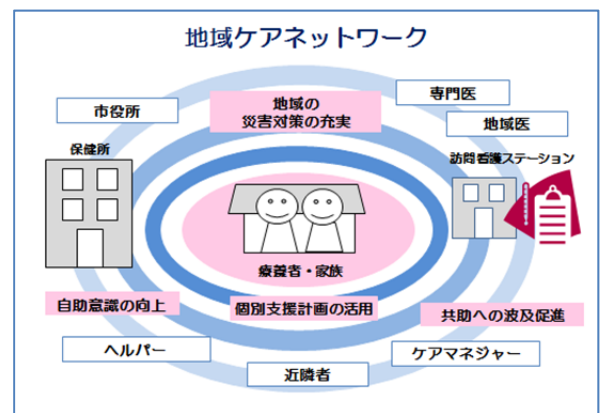 地域ケアネットワーク
専門医
市役所
地域の
災害対策の充実
地域医
保健所
訪問看護ステーション
療養者・家族
自助意識の向上
個別支援計画の活用
共助への波及促進
ヘルパー
ケアマネジャー
近隣者